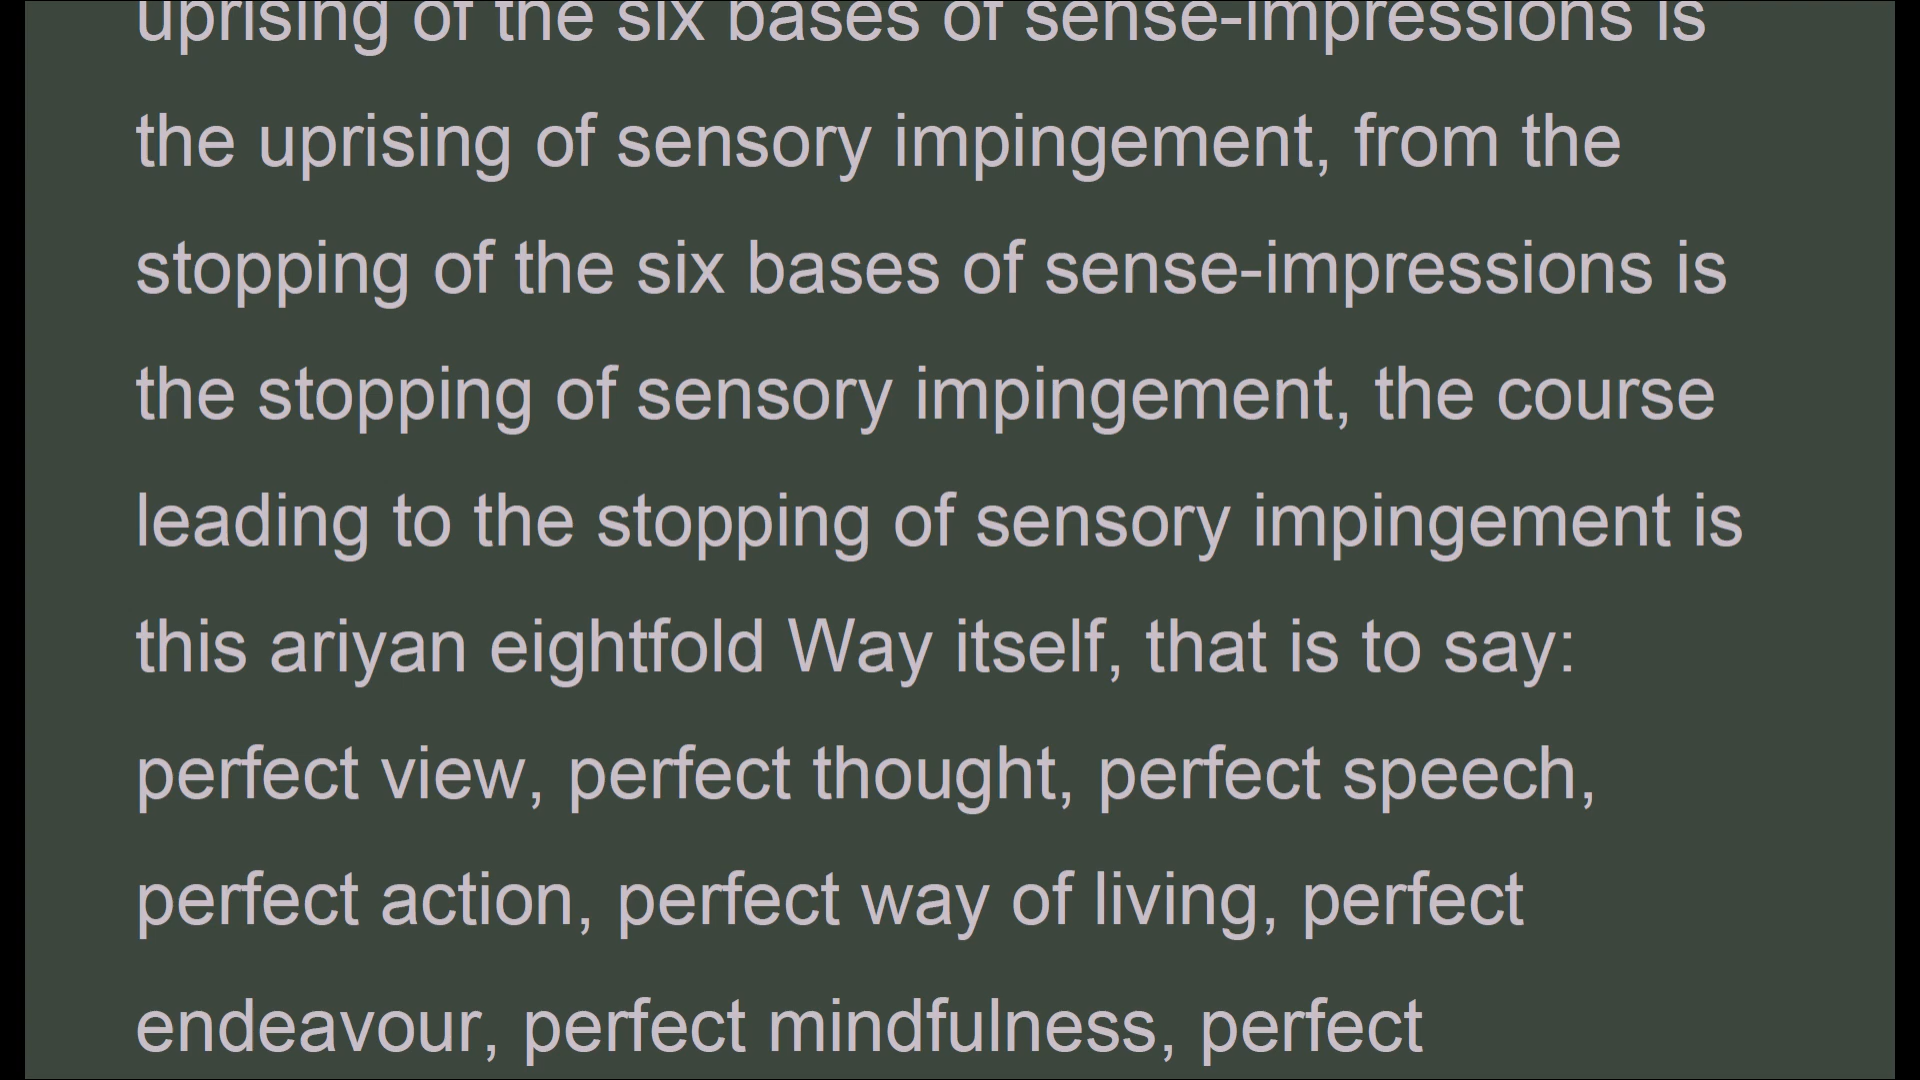 uprising of the six bases of sense-impressions is
the uprising of sensory impingement, from the
stopping of the six bases of sense-impressions is
the stopping of sensory impingement, the course
leading to the stopping of sensory impingement is
this ariyan eightfold Way itself, that is to say:
perfect view, perfect thought, perfect speech,
perfect action, perfect way of living, perfect
endeavour, perfect mindfulness, perfect